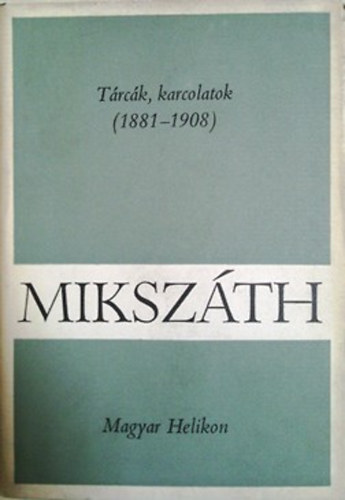 Tárcák, karcolatok
(1881–1908)
MIKSZÁTH
Magyar Helikon